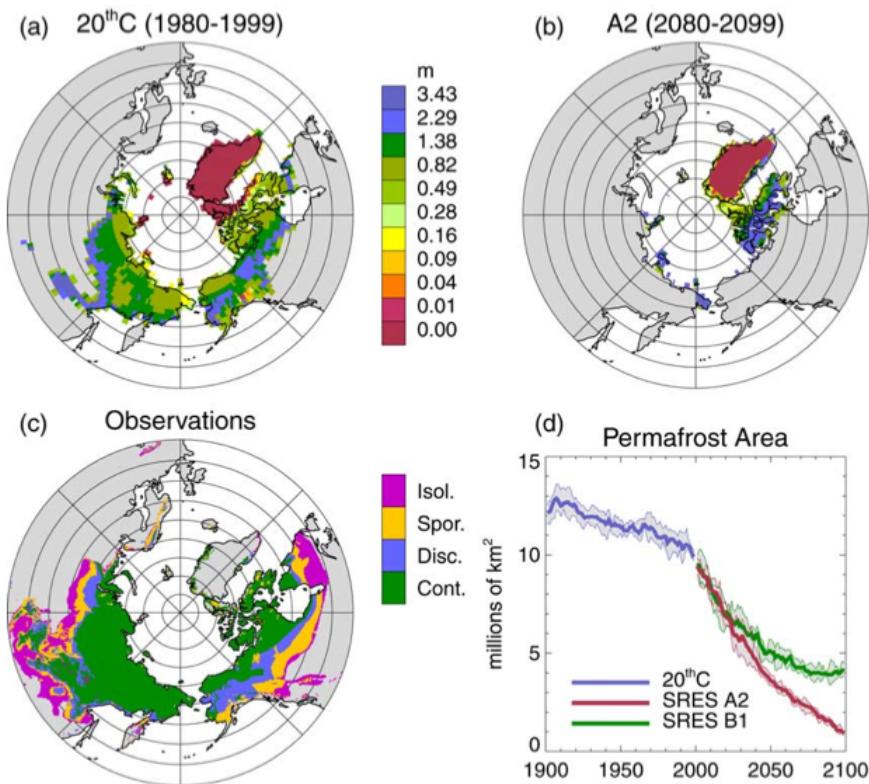 (a) 20thC (1980-1999)
(b) A2 (2080-2099)
m
3.43
2.29
1.38
0.82
0.49
0.28
0.16
0.09
0.04
0.01
0.00
(c) Observations
Isol.
Spor.
Disc.
Cont.
(d) Permafrost Area
millions of km2
15
10
5
0
20thC
SRES A2
SRES B1
1900 1950 2000 2050 2100